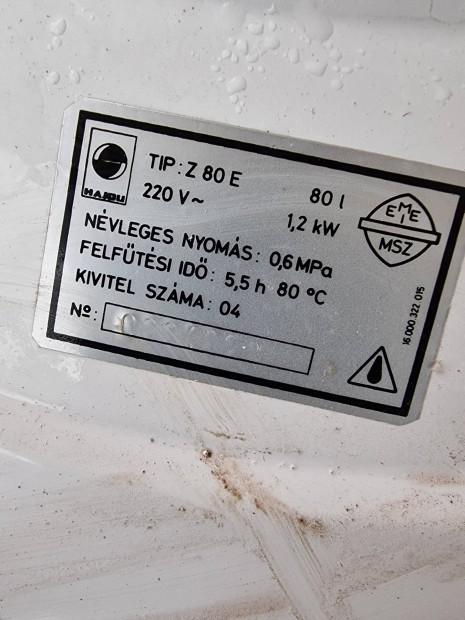 HAJDU
TIP: Z 80 E 80 l
220 V~ 1,2 kW
EMEI
MSZ
NÉVLEGES NYOMÁS: 0,6 MPa
FELFŰTÉSI IDŐ: 5,5 h 80 °C
KIVITEL SZÁMA: 04
Nº:
16 000.322 015